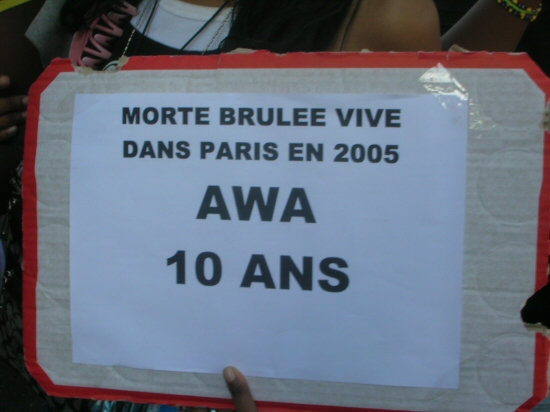 MORTE BRULEE VIVE
DANS PARIS EN 2005
AWA
10 ANS